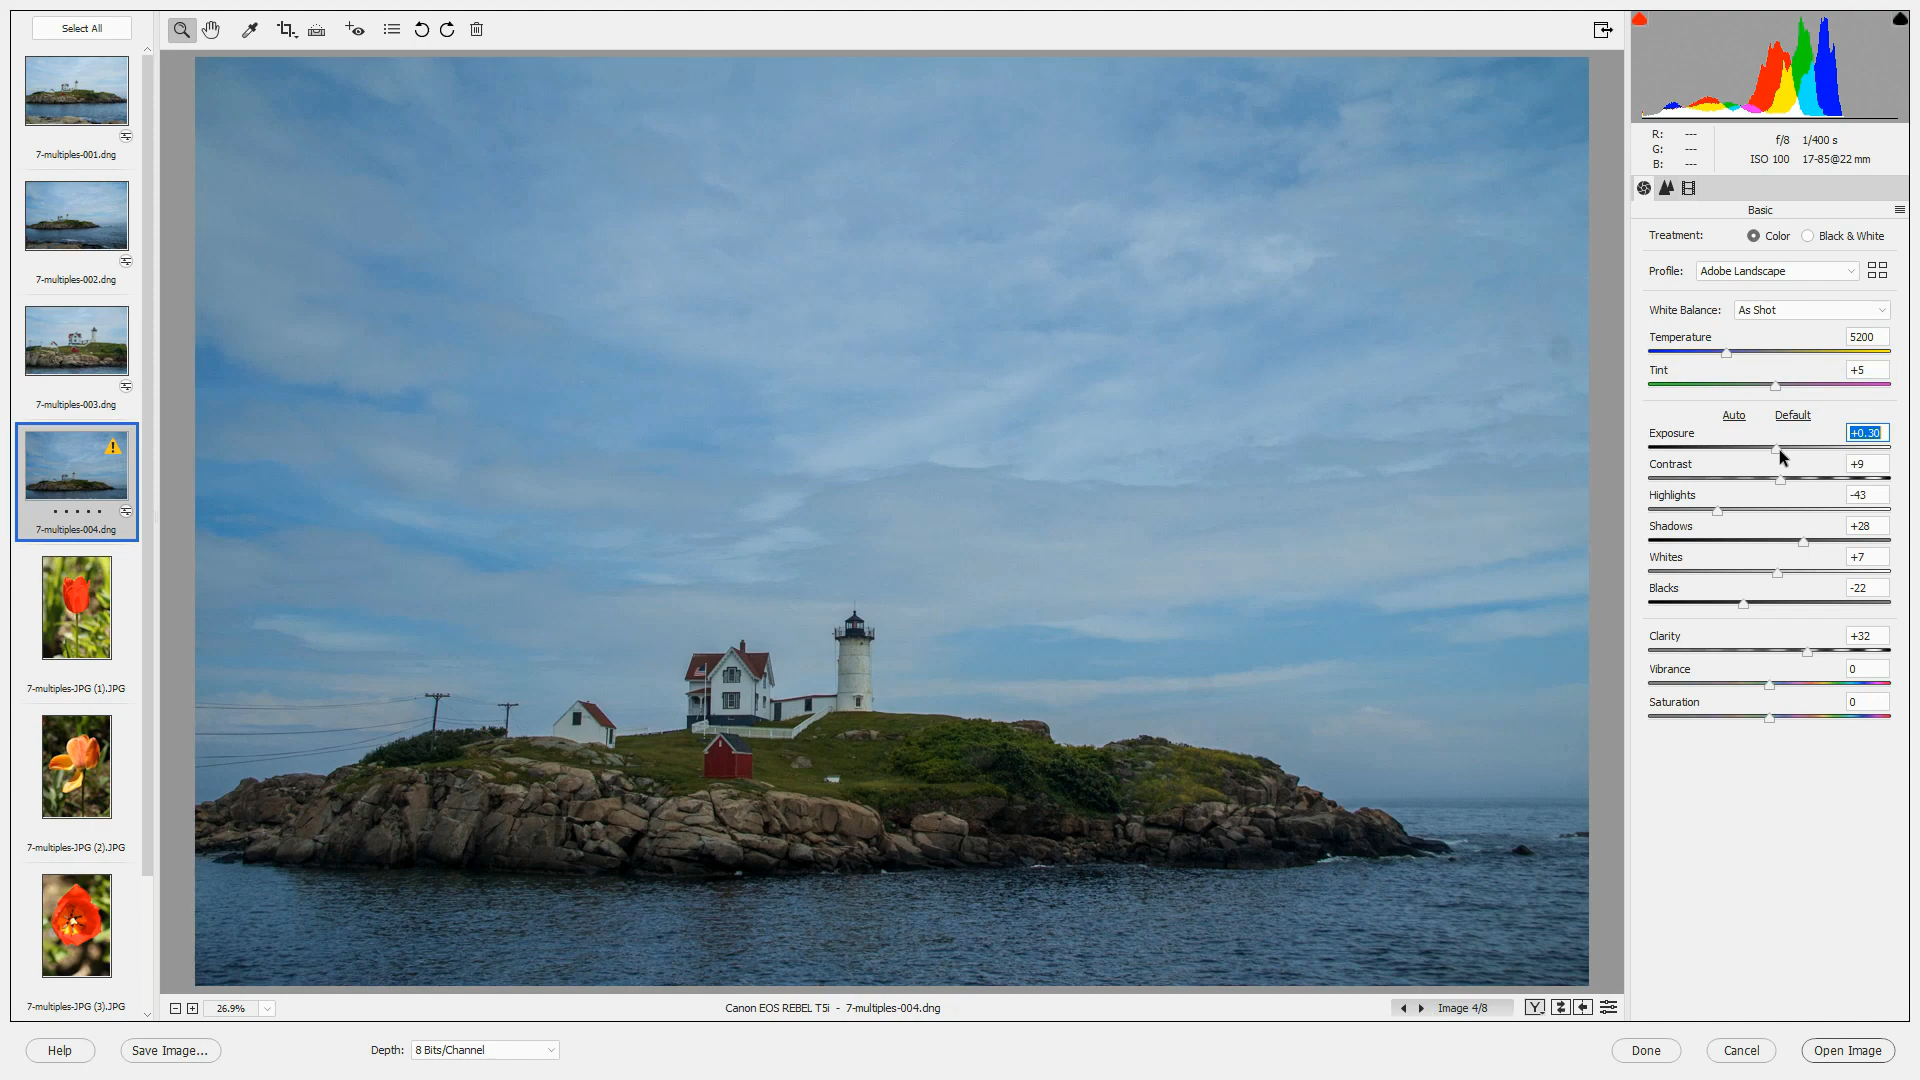 Select All
7-multiples-001.dng
7-multiples-002.dng
7-multiples-003.dng
7-multiples-004.dng
7-multiples-JPG (1).JPG
7-multiples-JPG (2).JPG
7-multiples-JPG (3).JPG
26.9%
Canon EOS REBEL T5i - 7-multiples-004.dng
Image 4/8
Y
R: ---
G: ---
B: ---
f/8 1/400 s
ISO 100 17-85@22 mm
Basic
Treatment: Color Black & White
Profile: Adobe Landscape
White Balance: As Shot
Temperature 5200
Tint +5
Auto Default
Exposure +0.30
Contrast +9
Highlights -43
Shadows +28
Whites +7
Blacks -22
Clarity +32
Vibrance 0
Saturation 0
Help
Save Image...
Depth: 8 Bits/Channel
Done
Cancel
Open Image